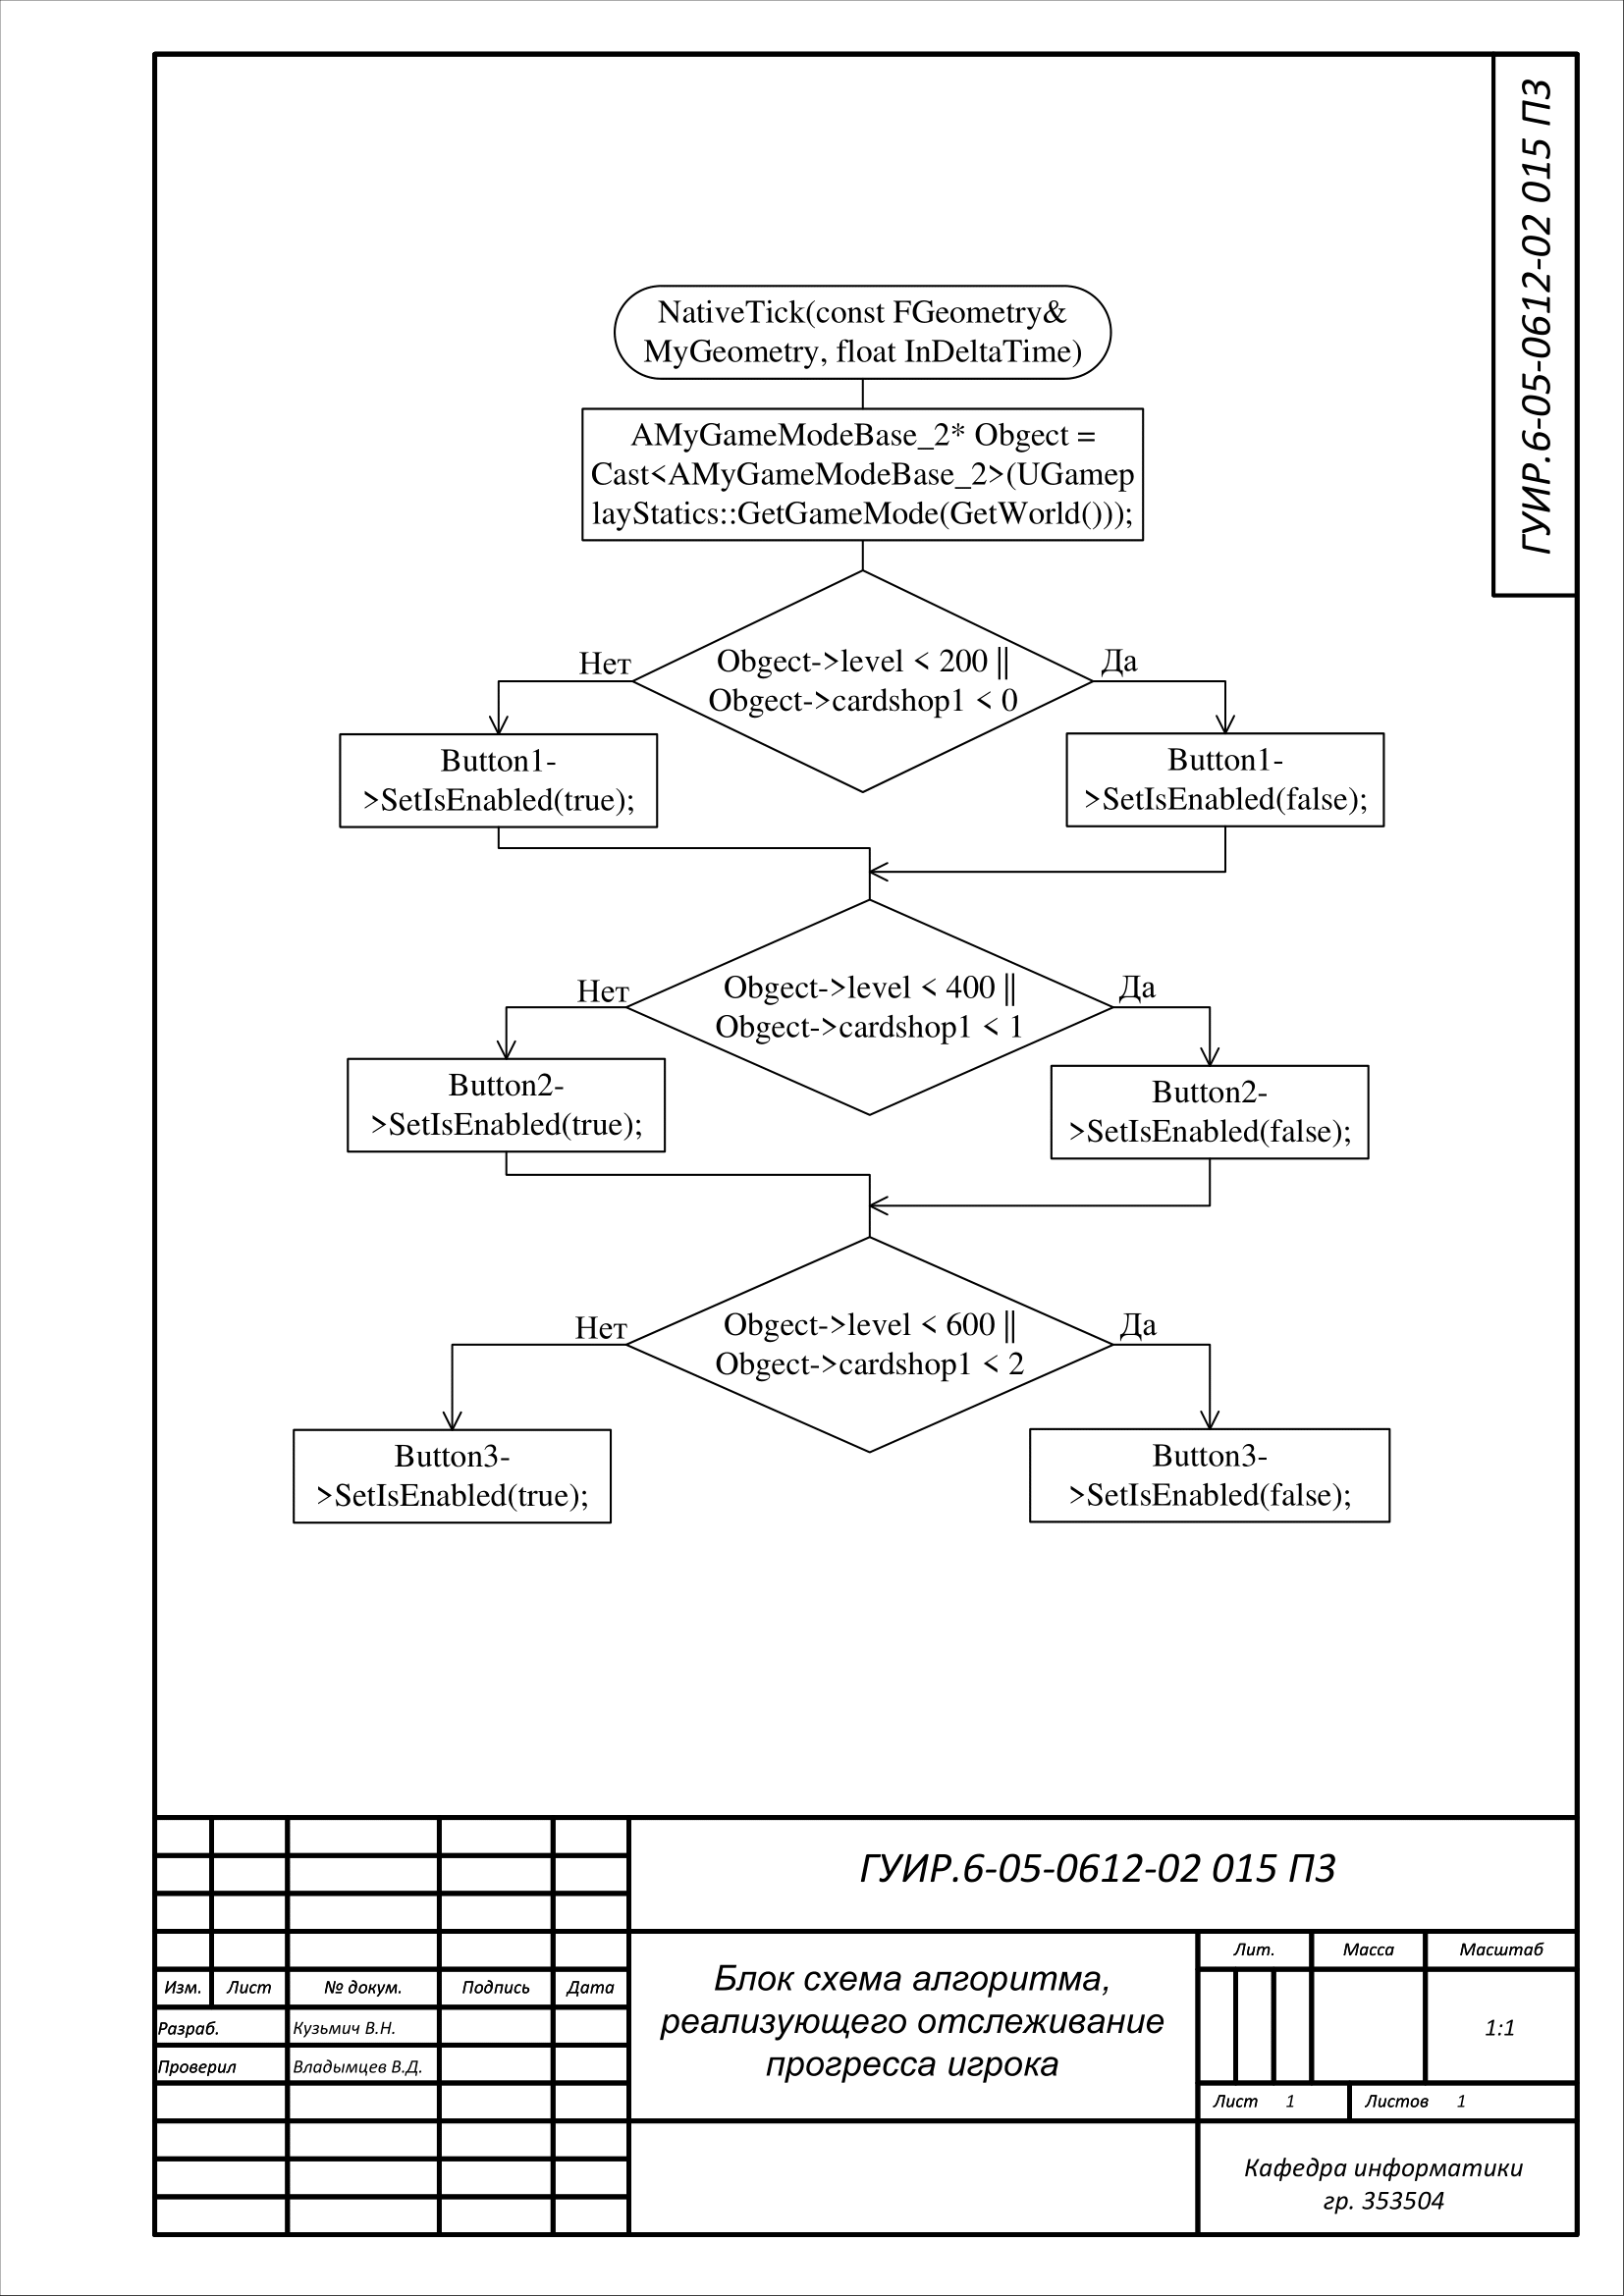 ГУИР.6-05-0612-02 015 ПЗ
NativeTick(const FGeometry&
MyGeometry, float InDeltaTime)
AMyGameModeBase_2* Obgect =
Cast<AMyGameModeBase_2>(UGamep
layStatics::GetGameMode(GetWorld()));
Нет
Obgect->level < 200 ||
Obgect->cardshop1 < 0
Да
Button1-
>SetIsEnabled(true);
Button1-
>SetIsEnabled(false);
Нет
Obgect->level < 400 ||
Obgect->cardshop1 < 1
Да
Button2-
>SetIsEnabled(true);
Button2-
>SetIsEnabled(false);
Нет
Obgect->level < 600 ||
Obgect->cardshop1 < 2
Да
Button3-
>SetIsEnabled(true);
Button3-
>SetIsEnabled(false);
ГУИР.6-05-0612-02 015 ПЗ
Изм. Лист № докум. Подпись Дата
Разраб. Кузьмич В.Н.
Проверил Владымцев В.Д.
Блок схема алгоритма,
реализующего отслеживание
прогресса игрока
Лит. Масса Масштаб
1:1
Лист 1 Листов 1
Кафедра информатики
гр. 353504